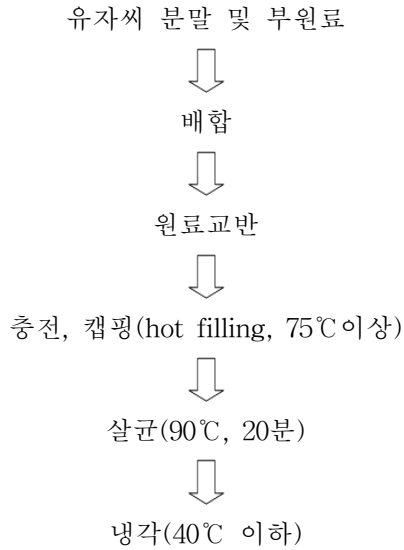 유자씨 분말 및 부원료
배합
원료교반
충전, 캡핑(hot filling, 75℃이상)
살균(90℃, 20분)
냉각(40℃ 이하)